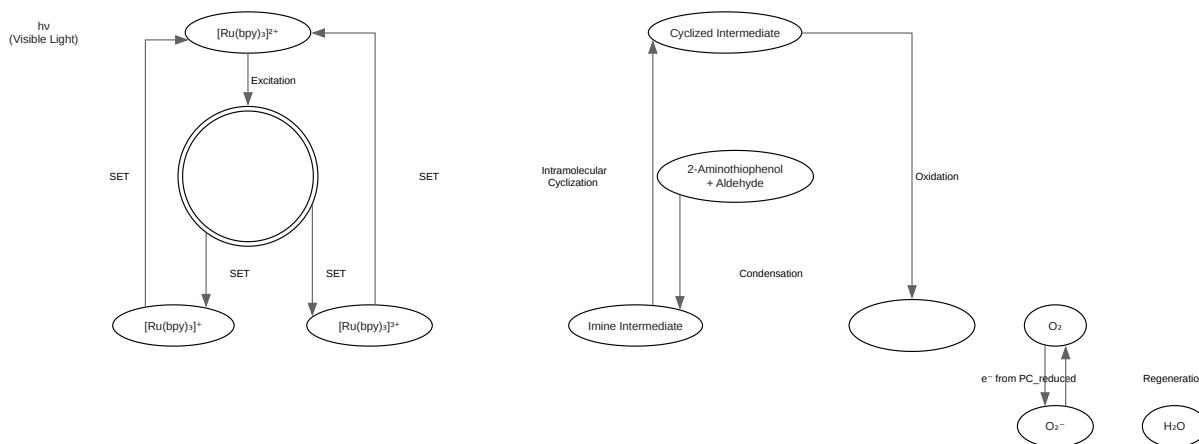 hν
(Visible Light)
[Ru(bpy)₃]²⁺
Excitation
SET
SET
SET
SET
[Ru(bpy)₃]⁺
[Ru(bpy)₃]³⁺
Cyclized Intermediate
Intramolecular
Cyclization
2-Aminothiophenol
+ Aldehyde
Oxidation
Condensation
Imine Intermediate
O₂
e⁻ from PC_reduced
Regeneratio
O₂⁻
H₂O